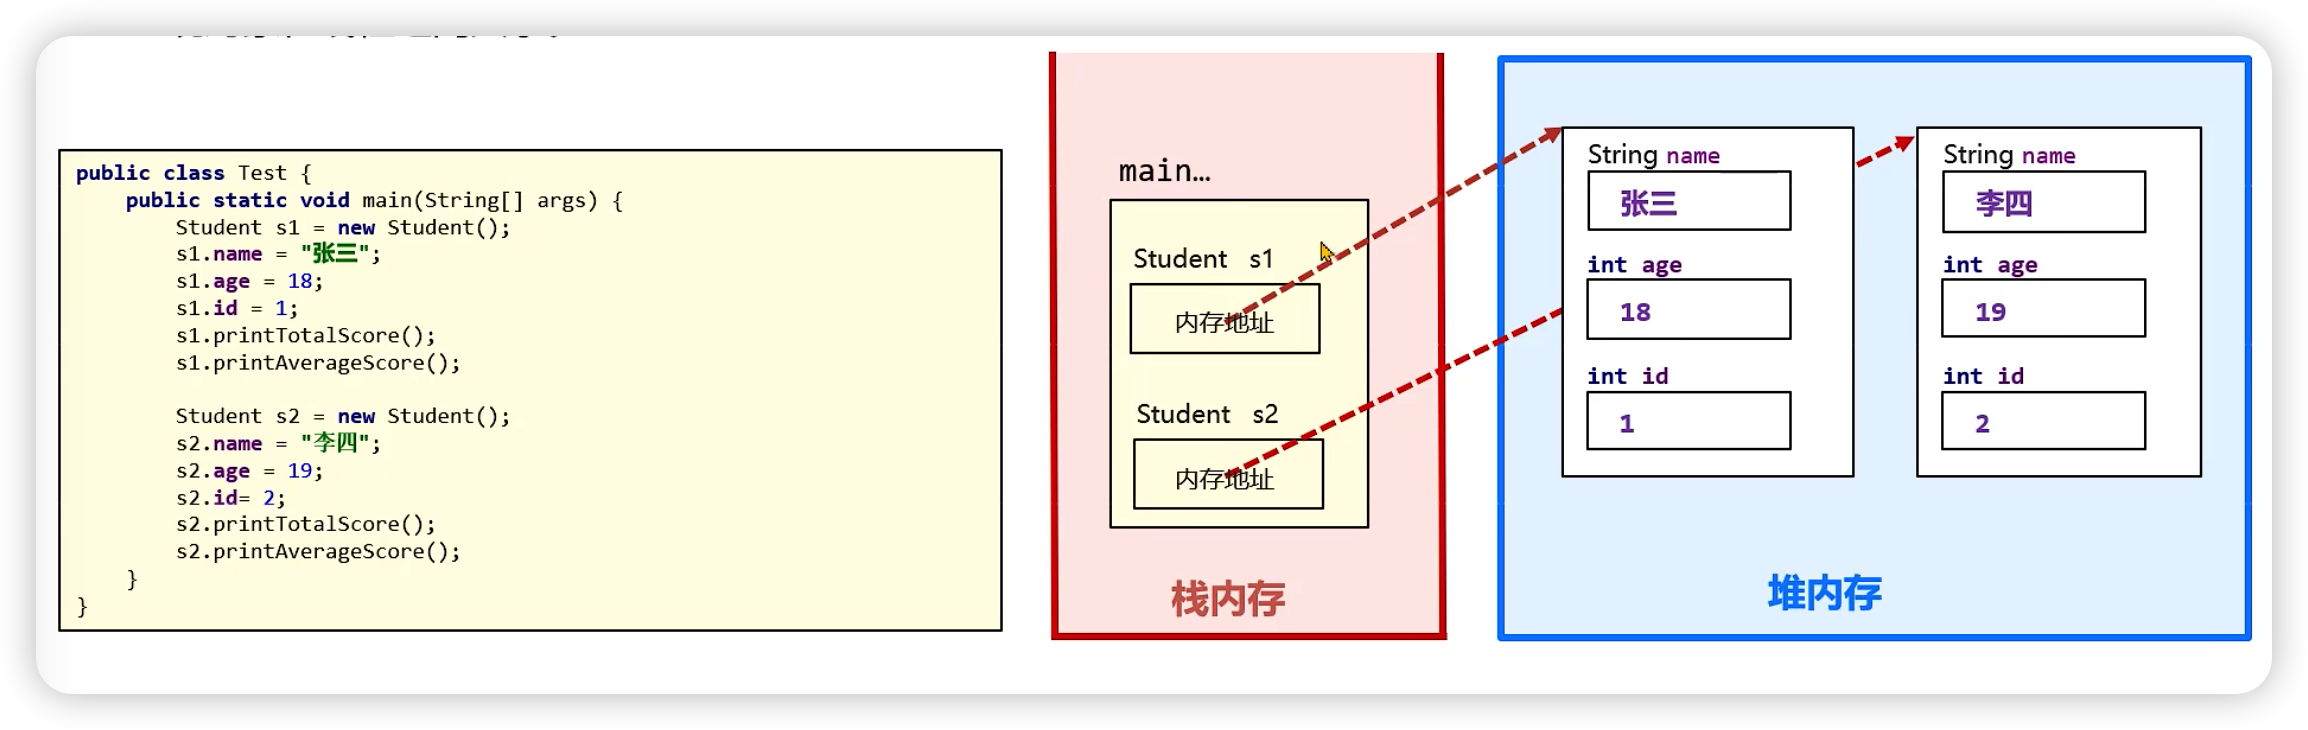 public class Test {
public static void main(String[] args) {
Student s1 = new Student();
s1.name = "张三";
s1.age = 18;
s1.id = 1;
s1.printTotalScore();
s1.printAverageScore();
Student s2 = new Student();
s2.name = "李四";
s2.age = 19;
s2.id= 2;
s2.printTotalScore();
s2.printAverageScore();
}
}
main…
Student s1
内存地址
Student s2
内存地址
栈内存
String name
张三
int age
18
int id
1
String name
李四
int age
19
int id
2
堆内存